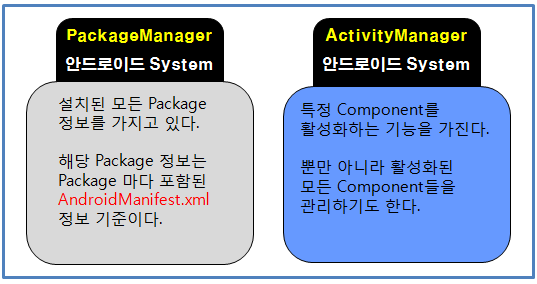 PackageManager
안드로이드 System
설치된 모든 Package
정보를 가지고 있다.
해당 Package 정보는
Package 마다 포함된
AndroidManifest.xml
정보 기준이다.
ActivityManager
안드로이드 System
특정 Component를
활성화하는 기능을 가진다.
뿐만 아니라 활성화된
모든 Component들을
관리하기도 한다.